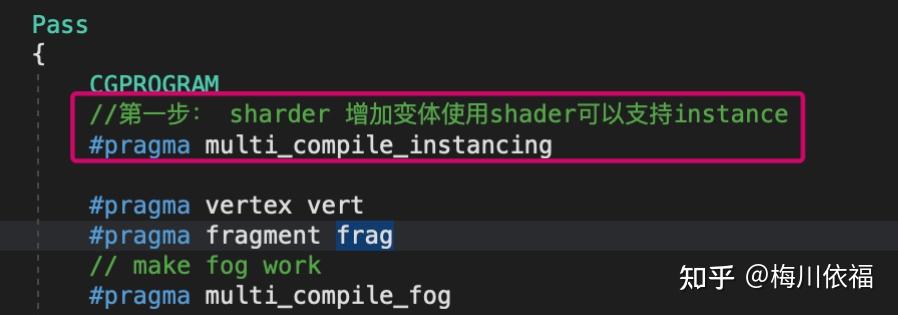 Pass
{
CGPROGRAM
//第一步： sharder 增加变体使用shader可以支持instance
#pragma multi_compile_instancing
#pragma vertex vert
#pragma fragment frag
// make fog work
#pragma multi_compile_fog
知乎 @梅川依福